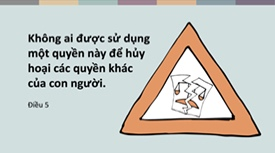 Không ai được sử dụng
một quyền này để hủy
hoại các quyền khác
của con người.
Điều 5